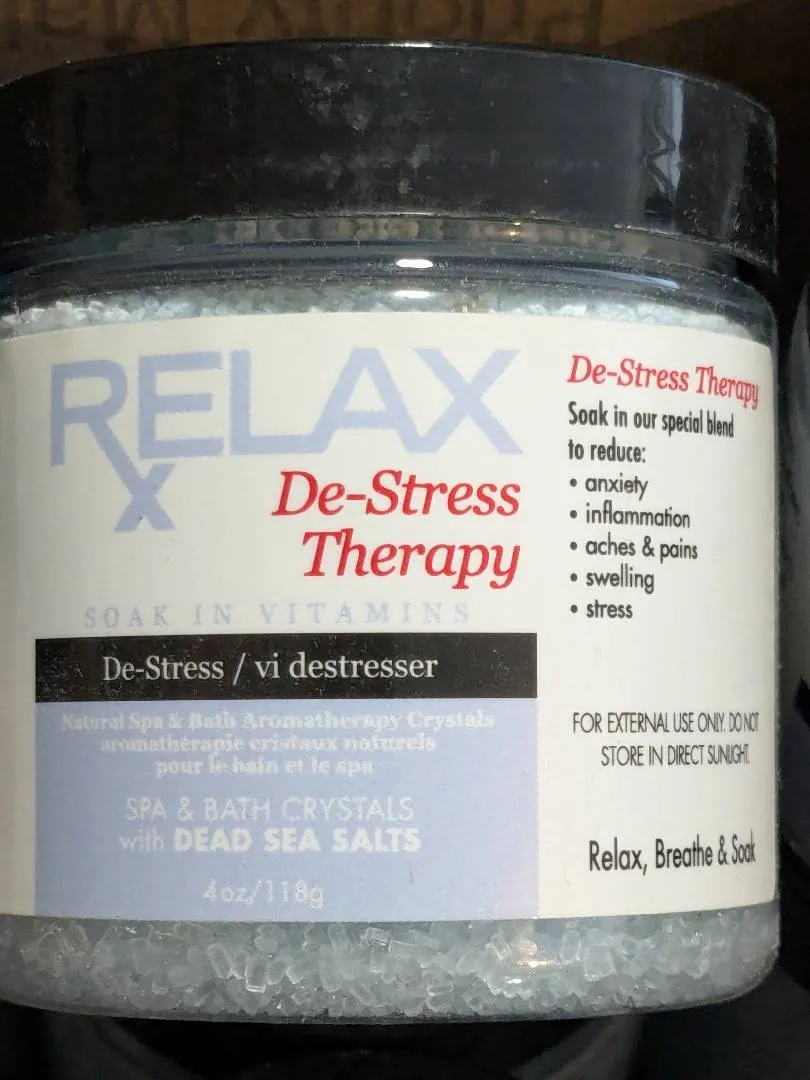 RELAX
X
De-Stress
Therapy
SOAK IN VITAMINS
De-Stress / vi destresser
Natural Spa & Bath Aromatherapy Crystals
aromathérapie cristaux naturels
pour le bain et le spa
SPA & BATH CRYSTALS
with DEAD SEA SALTS
4oz/118g
De-Stress Therapy
Soak in our special blend
to reduce:
• anxiety
• inflammation
• aches & pains
• swelling
• stress
FOR EXTERNAL USE ONLY. DO NOT
STORE IN DIRECT SUNLIGHT.
Relax, Breathe & Soak